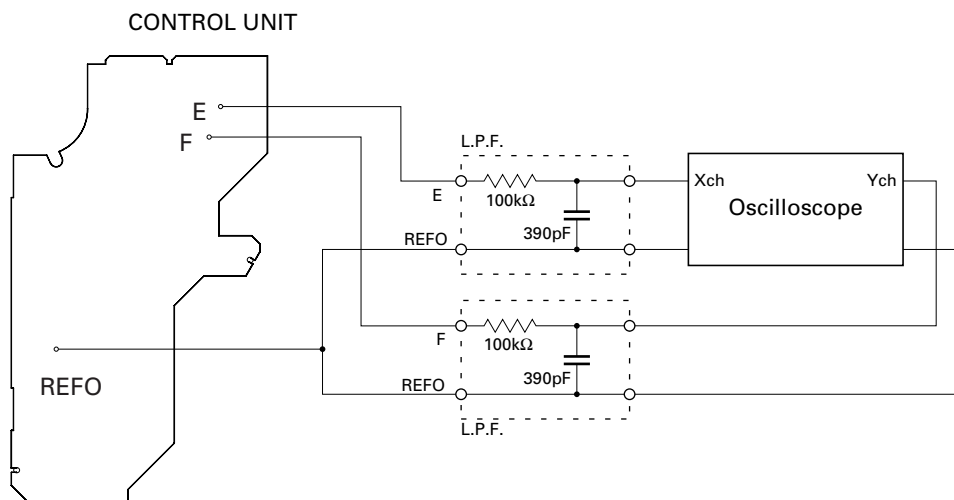 CONTROL UNIT
E
F
L.P.F.
E
100kΩ
390pF
REFO
Xch
Ych
Oscilloscope
F
100kΩ
390pF
REFO
REFO
L.P.F.